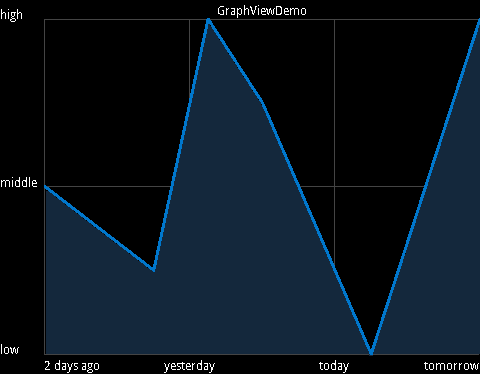 GraphViewDemo
high
middle
low
2 days ago
yesterday
today
tomorrow